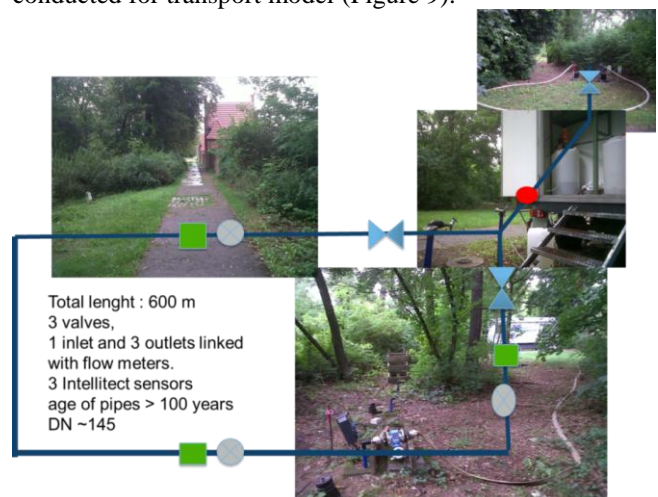 conducted for transport model (Figure 9).
Total lenght : 600 m
3 valves,
1 inlet and 3 outlets linked
with flow meters.
3 Intellitect sensors
age of pipes > 100 years
DN ~145